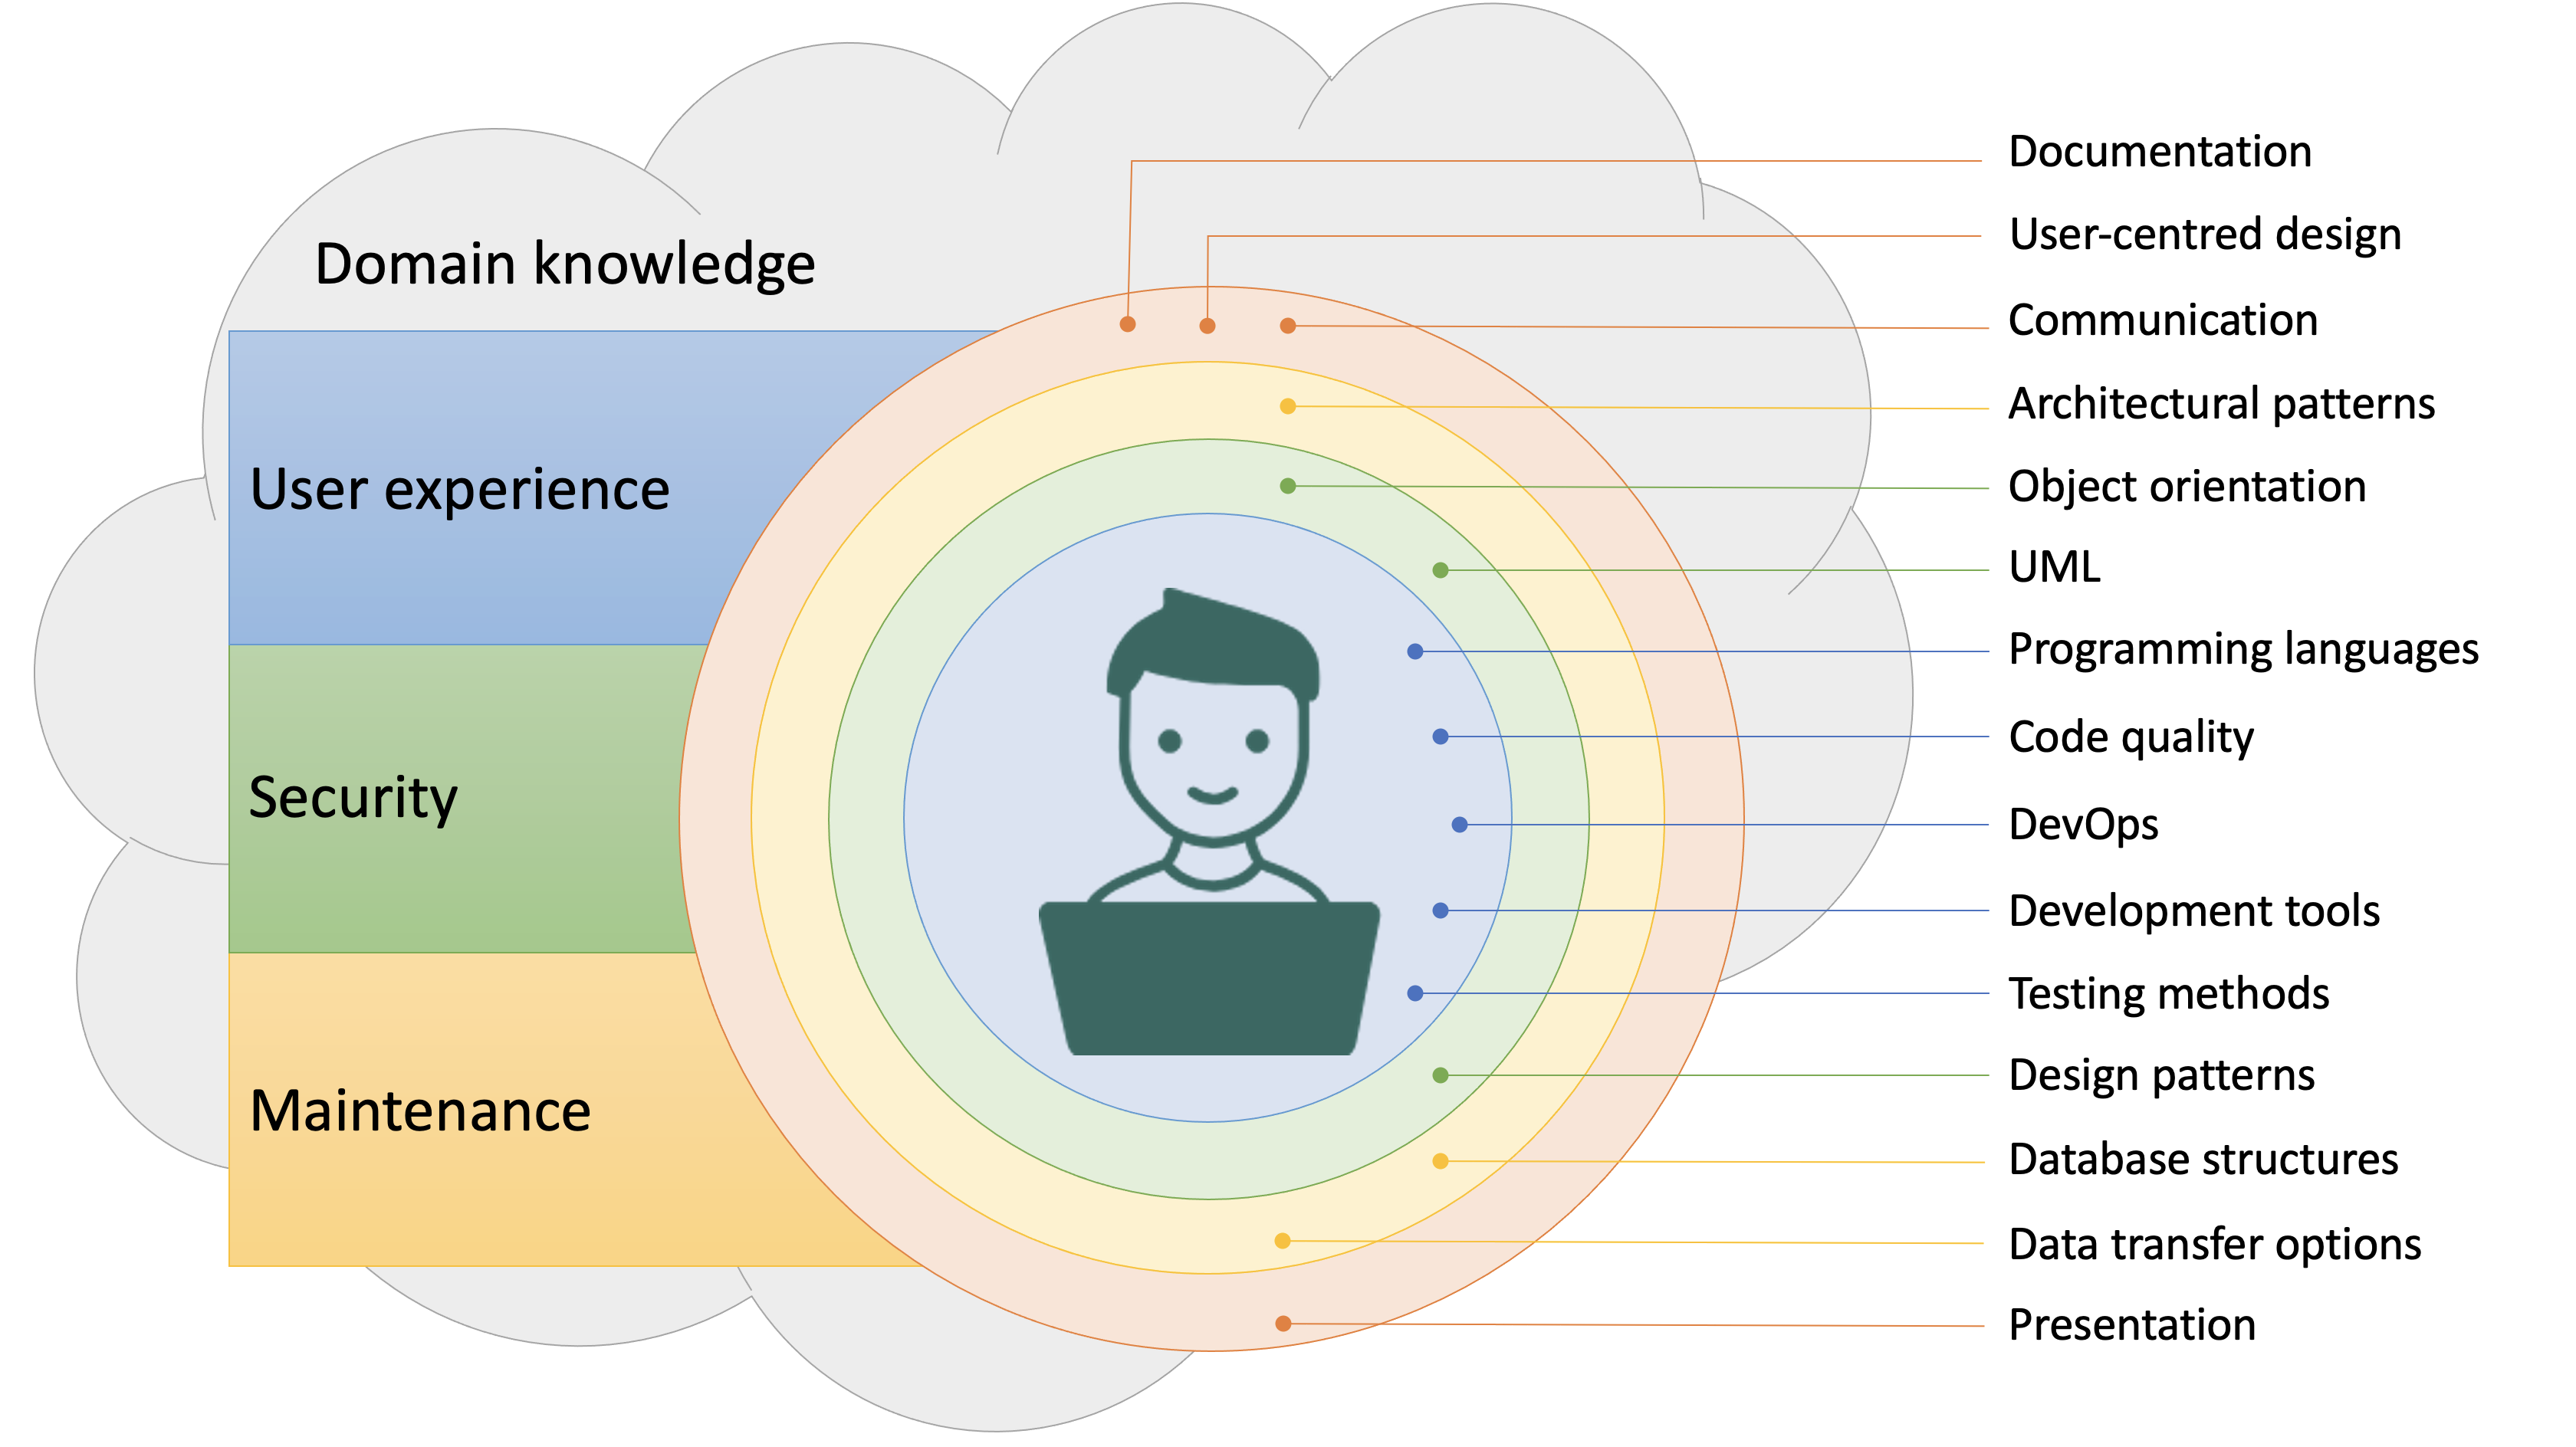 Domain knowledge
User experience
Security
Maintenance
Documentation
User-centred design
Communication
Architectural patterns
Object orientation
UML
Programming languages
Code quality
DevOps
Development tools
Testing methods
Design patterns
Database structures
Data transfer options
Presentation